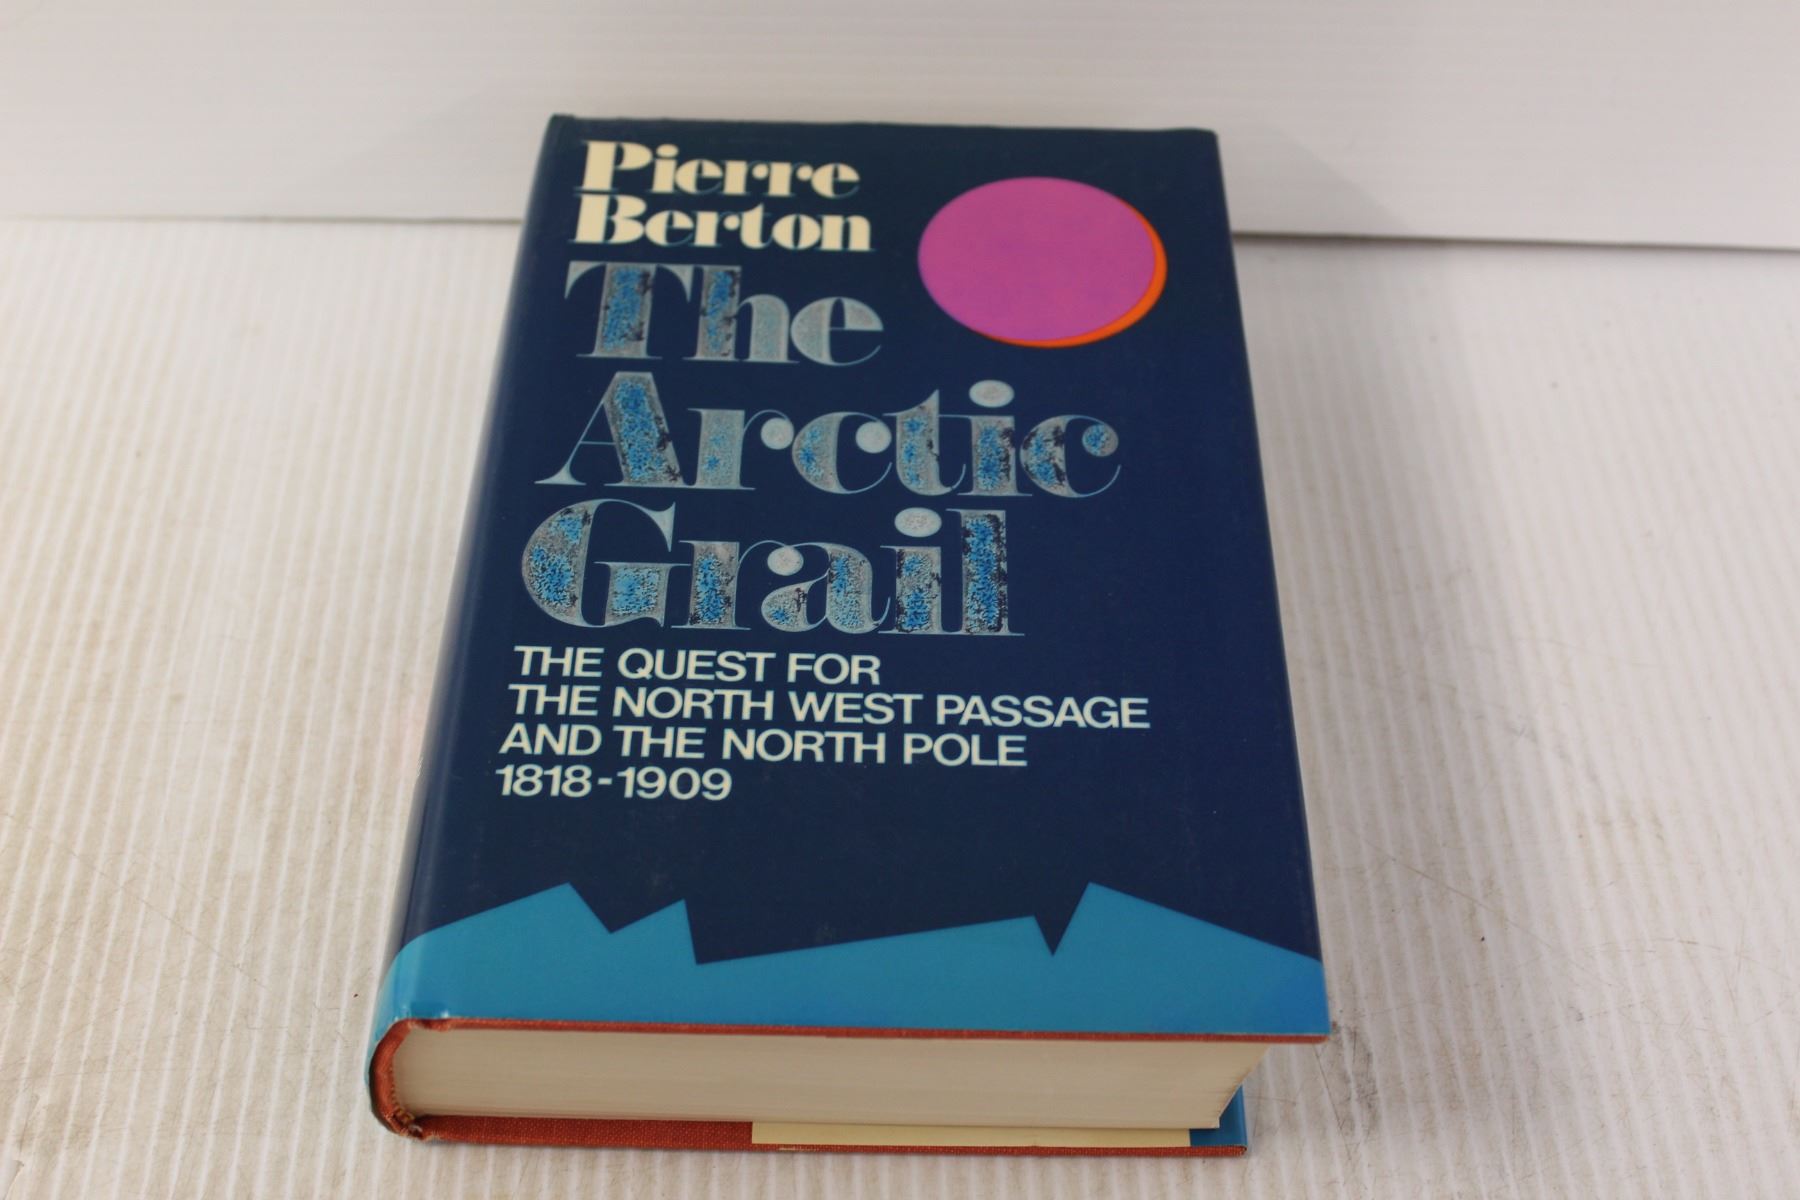 Pierre
Berton
The
Arctic
Grail
THE QUEST FOR
THE NORTH WEST PASSAGE
AND THE NORTH POLE
1818-1909